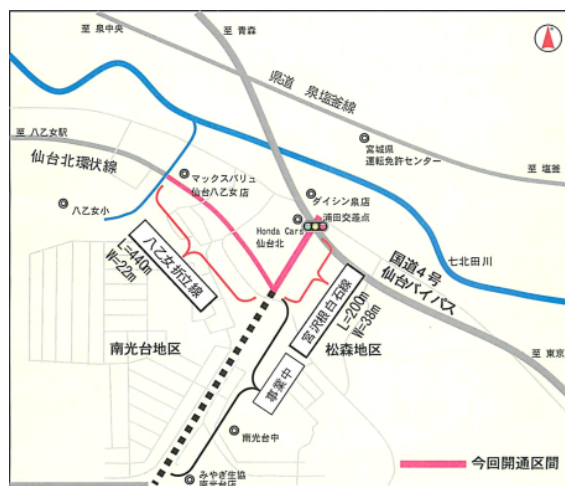 至 泉中央
至 青森
県道 泉塩釜線
至 八乙女駅
仙台北環状線
宮城県
運転免許センター
至 塩釜
マックスバリュ
仙台八乙女店
ダイシン泉店
浦田交差点
八乙女小
Honda Cars
仙台北
七北田川
国道4号
仙台バイパス
八乙女折立線
L=440m
W=22m
宮沢根白石線
L=200m
W=38m
南光台地区
松森地区
至 東京
事業中
南光台中
みやぎ生協
南光台店
今回開通区間